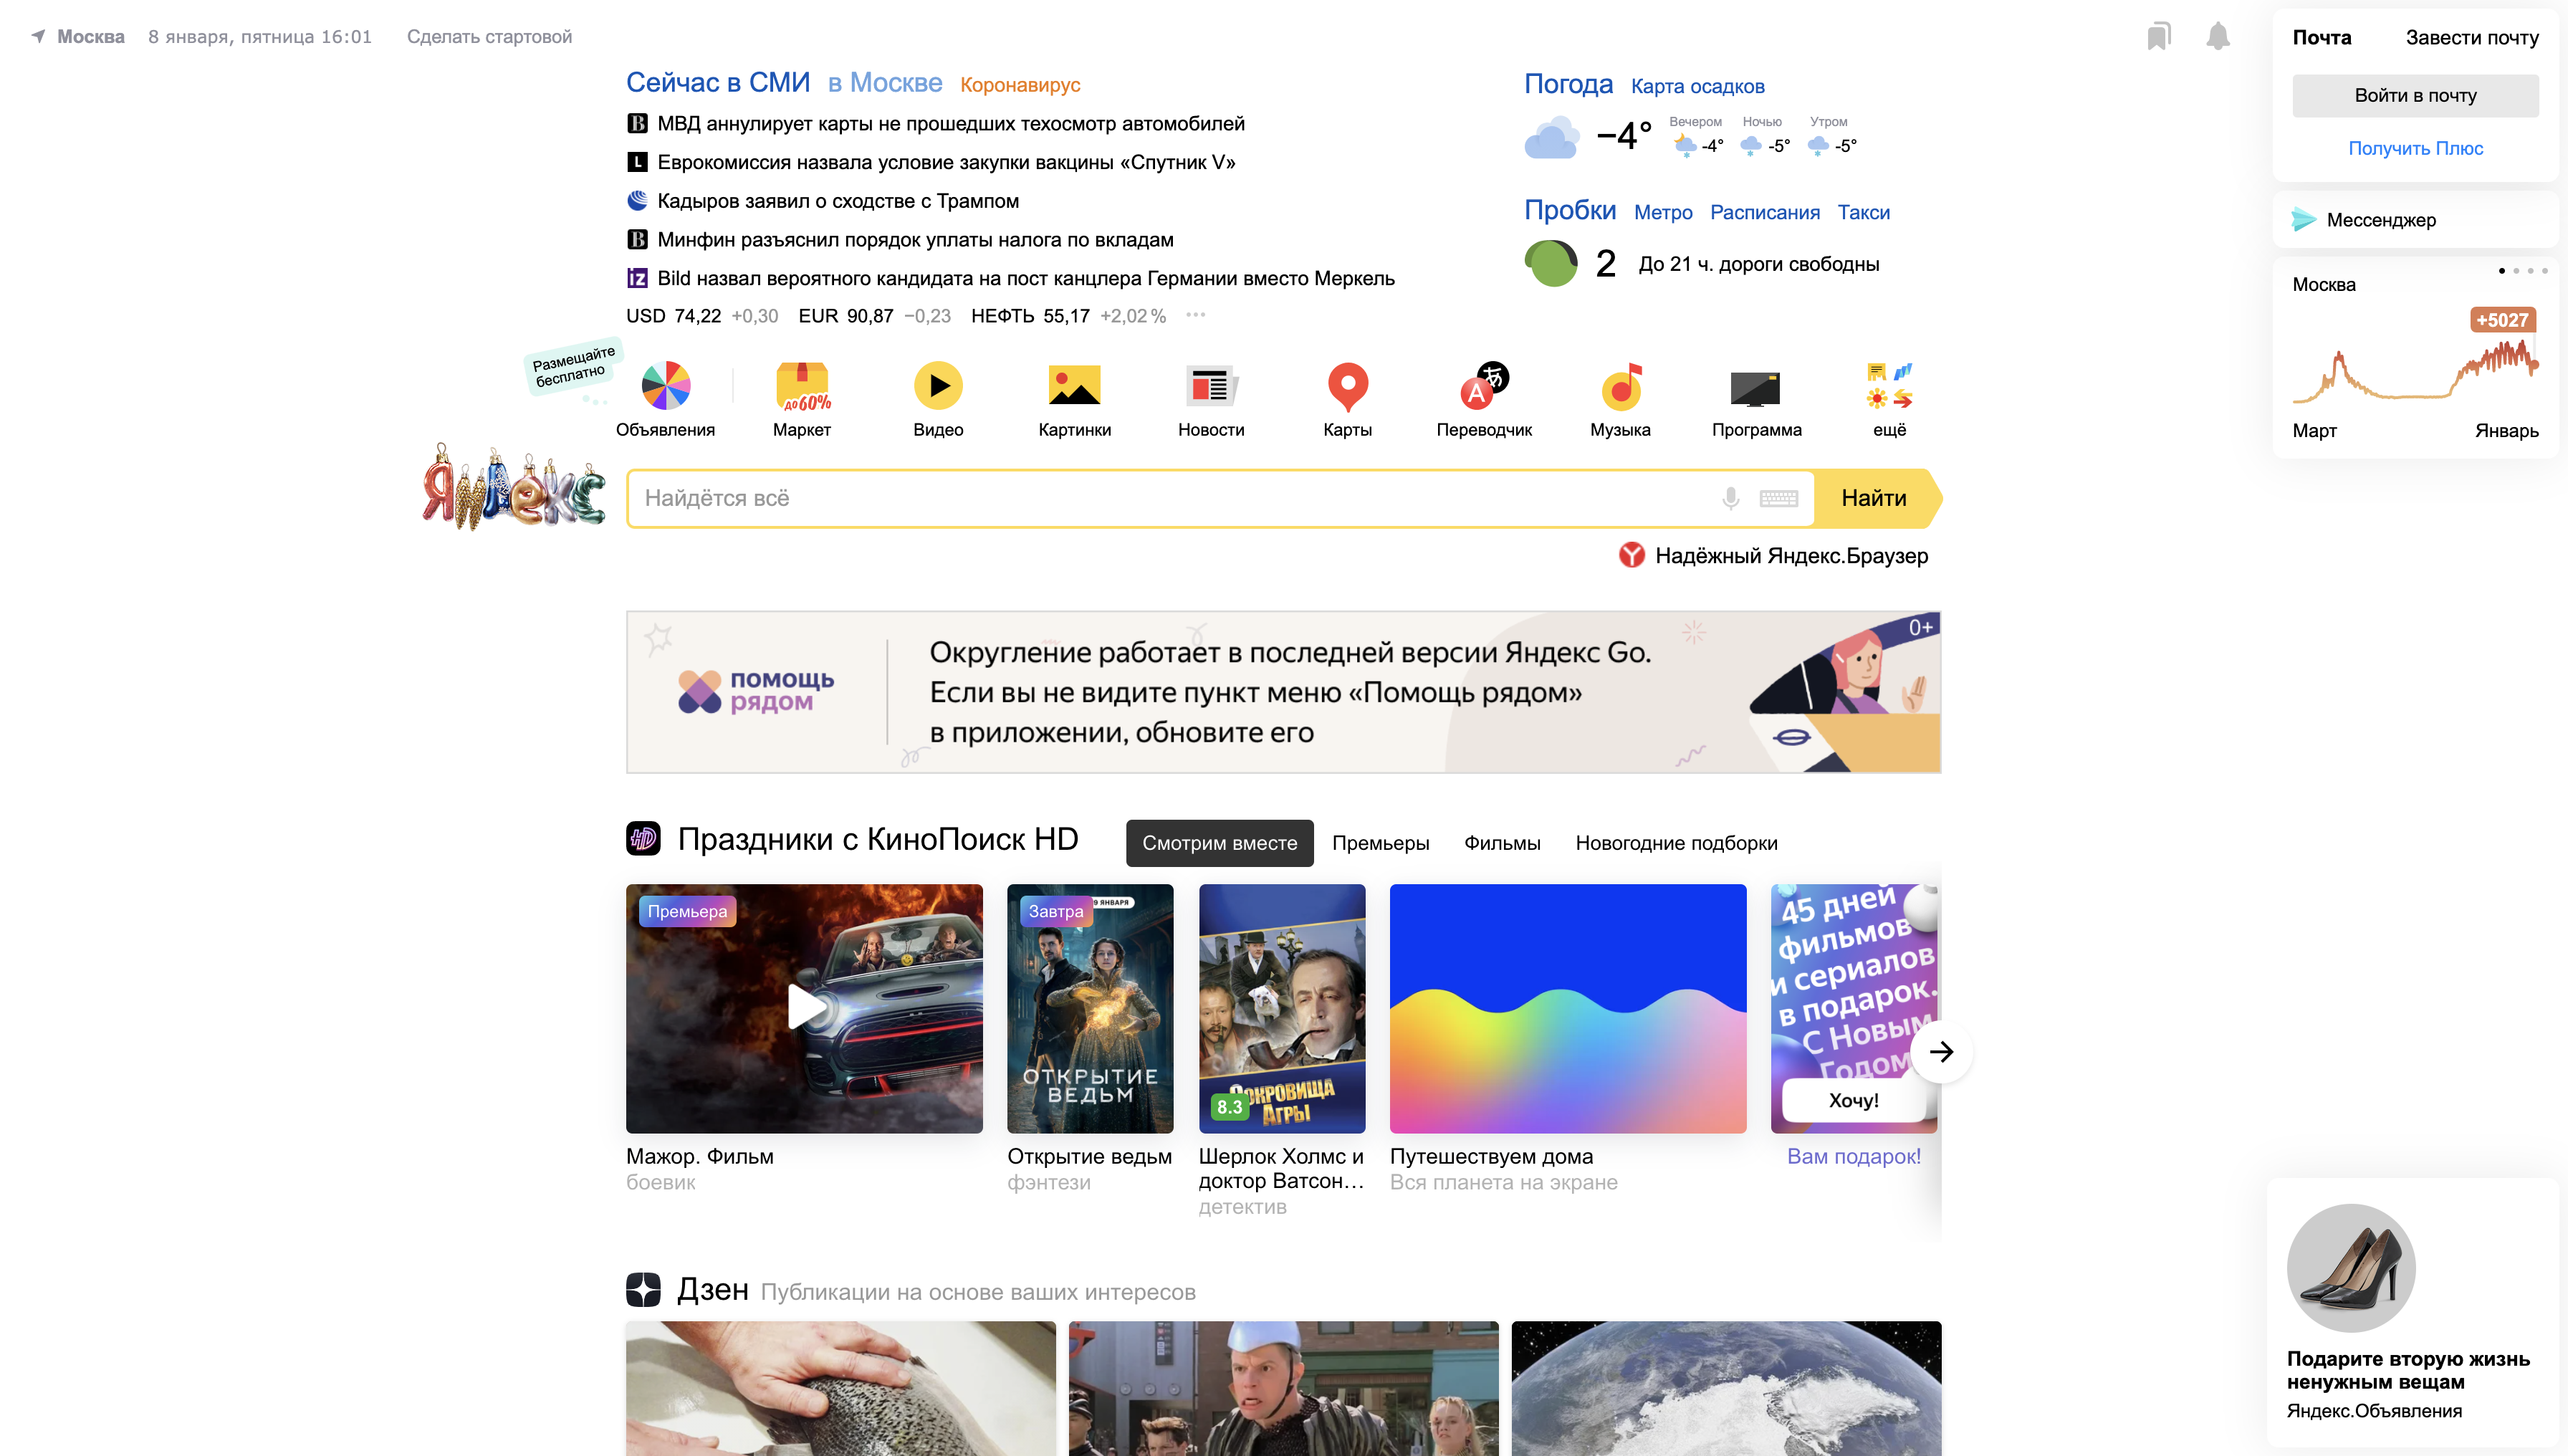 Москва 8 января, пятница 16:01 Сделать стартовой
Почта Завести почту
Войти в почту
Получить Плюс
Мессенджер
Москва
+5027
Март Январь
Сейчас в СМИ в Москве Коронавирус
МВД аннулирует карты не прошедших техосмотр автомобилей
Еврокомиссия назвала условие закупки вакцины «Спутник V»
Кадыров заявил о сходстве с Трампом
Минфин разъяснил порядок уплаты налога по вкладам
Bild назвал вероятного кандидата на пост канцлера Германии вместо Меркель
USD 74,22 +0,30 EUR 90,87 −0,23 НЕФТЬ 55,17 +2,02 % ···
Погода Карта осадков
−4° Вечером -4° Ночью -5° Утром -5°
Пробки Метро Расписания Такси
2 До 21 ч. дороги свободны
Размещайте
бесплатно
до 60%
Объявления Маркет Видео Картинки Новости Карты Переводчик Музыка Программа ещё
Яндекс
Найдётся всё Найти
Надёжный Яндекс.Браузер
помощь
рядом
Округление работает в последней версии Яндекс Go.
Если вы не видите пункт меню «Помощь рядом»
в приложении, обновите его
0+
HD Праздники с КиноПоиск HD Смотрим вместе Премьеры Фильмы Новогодние подборки
Премьера
Мажор. Фильм
боевик
Завтра
9 ЯНВАРЯ
ОТКРЫТИЕ
ВЕДЬМ
Открытие ведьм
фэнтези
СОКРОВИЩА
АГРЫ
8.3
Шерлок Холмс и
доктор Ватсон…
детектив
Путешествуем дома
Вся планета на экране
45 дней
фильмов
и сериалов
в подарок.
С Новым
Годом
Хочу!
Вам подарок!
Дзен Публикации на основе ваших интересов
Подарите вторую жизнь
ненужным вещам
Яндекс.Объявления